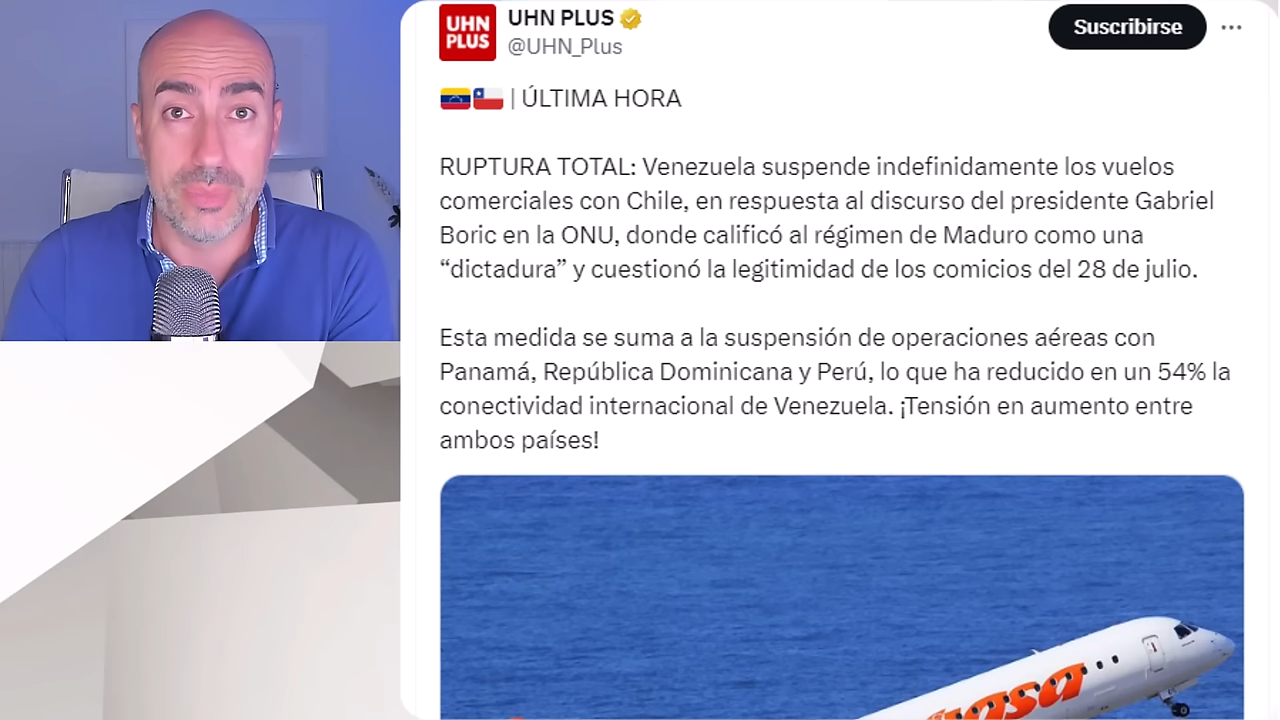 UHN PLUS
UHN
PLUS
@UHN_Plus
Suscribirse
| ÚLTIMA HORA
RUPTURA TOTAL: Venezuela suspende indefinidamente los vuelos
comerciales con Chile, en respuesta al discurso del presidente Gabriel
Boric en la ONU, donde calificó al régimen de Maduro como una
“dictadura” y cuestionó la legitimidad de los comicios del 28 de julio.
Esta medida se suma a la suspensión de operaciones aéreas con
Panamá, República Dominicana y Perú, lo que ha reducido en un 54% la
conectividad internacional de Venezuela. ¡Tensión en aumento entre
ambos países!